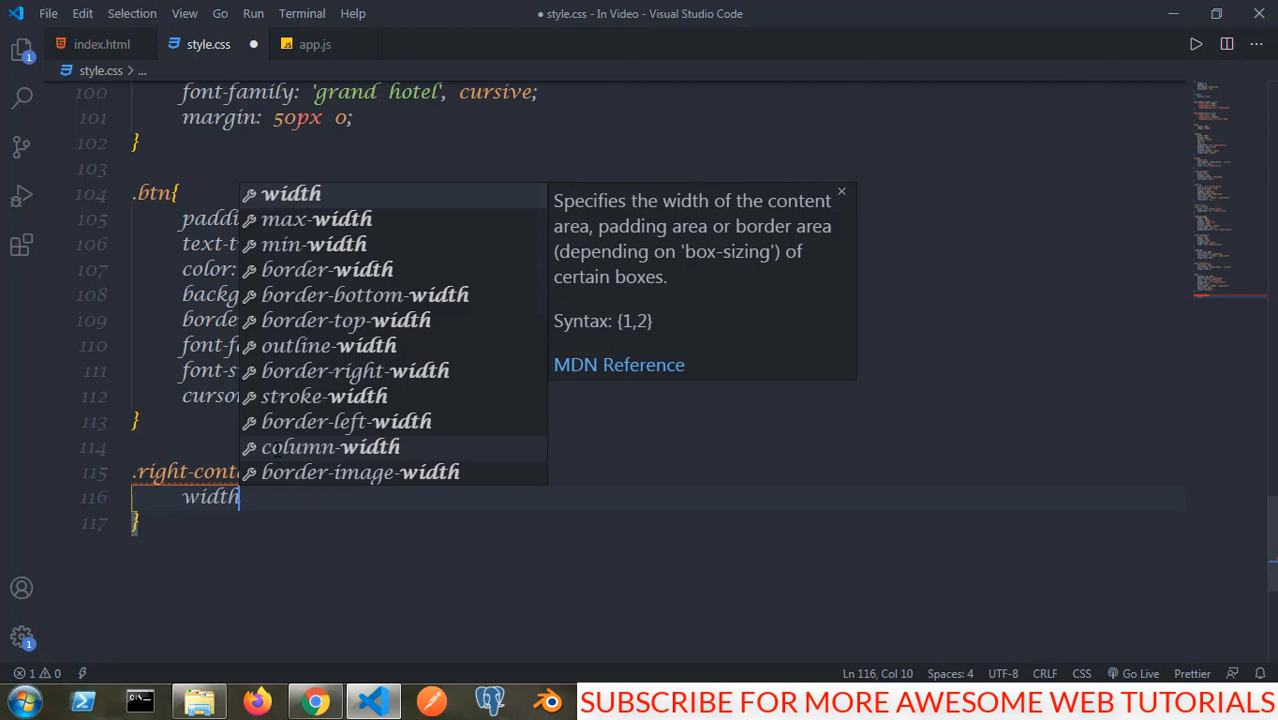 File Edit Selection View Go Run Terminal Help
● style.css - In Video - Visual Studio Code
index.html style.css app.js
style.css > ...
100 font-family: 'grand hotel', cursive;
101 margin: 50px 0;
102 }
103
104 .btn{
105 paddi
106 text-t
107 color:
108 backg
109 borde
110 font-fa
111 font-s
112 cursor
113 }
114
115 .right-conta
116 width
117 }
width
max-width
min-width
border-width
border-bottom-width
border-top-width
outline-width
border-right-width
stroke-width
border-left-width
column-width
border-image-width
Specifies the width of the content
area, padding area or border area
(depending on 'box-sizing') of
certain boxes.
Syntax: {1,2}
MDN Reference
1
1
1 0 Ln 116, Col 10 Spaces: 4 UTF-8 CRLF CSS Go Live Prettier
SUBSCRIBE FOR MORE AWESOME WEB TUTORIALS